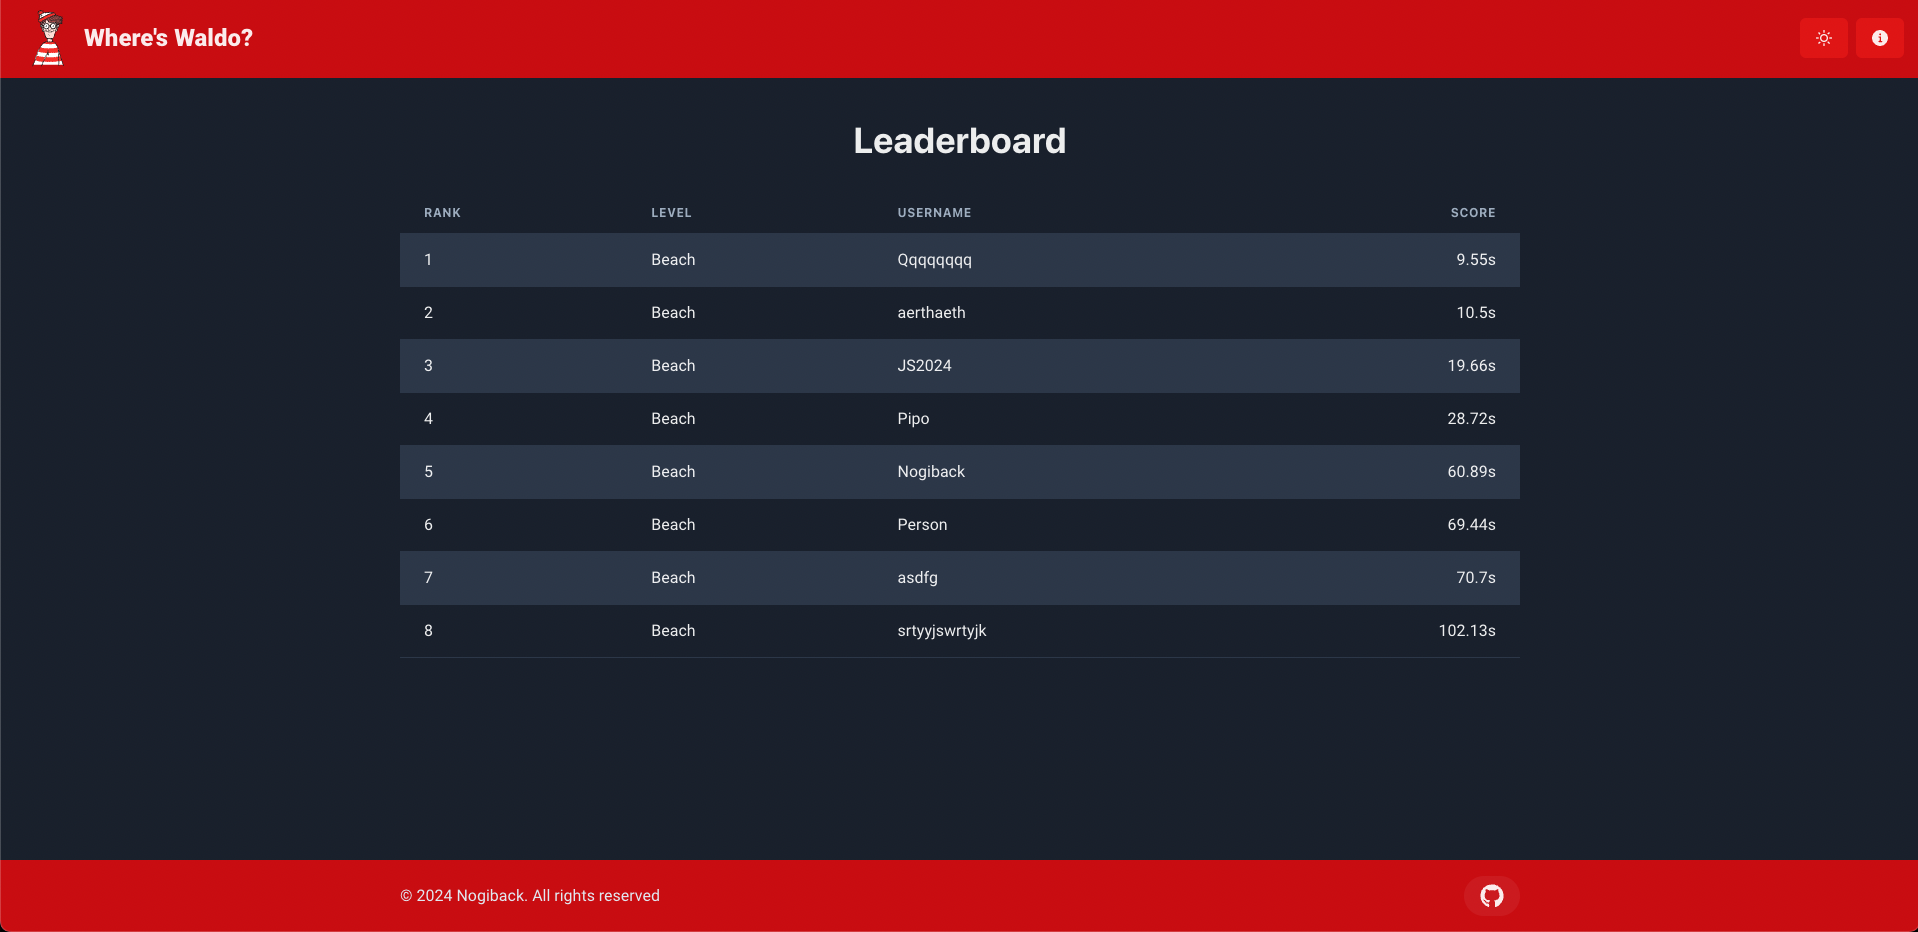 Where's Waldo?
Leaderboard
RANK LEVEL USERNAME SCORE
1 Beach Qqqqqqqq 9.55s
2 Beach aerthaeth 10.5s
3 Beach JS2024 19.66s
4 Beach Pipo 28.72s
5 Beach Nogiback 60.89s
6 Beach Person 69.44s
7 Beach asdfg 70.7s
8 Beach srtyyjswrtyjk 102.13s
© 2024 Nogiback. All rights reserved